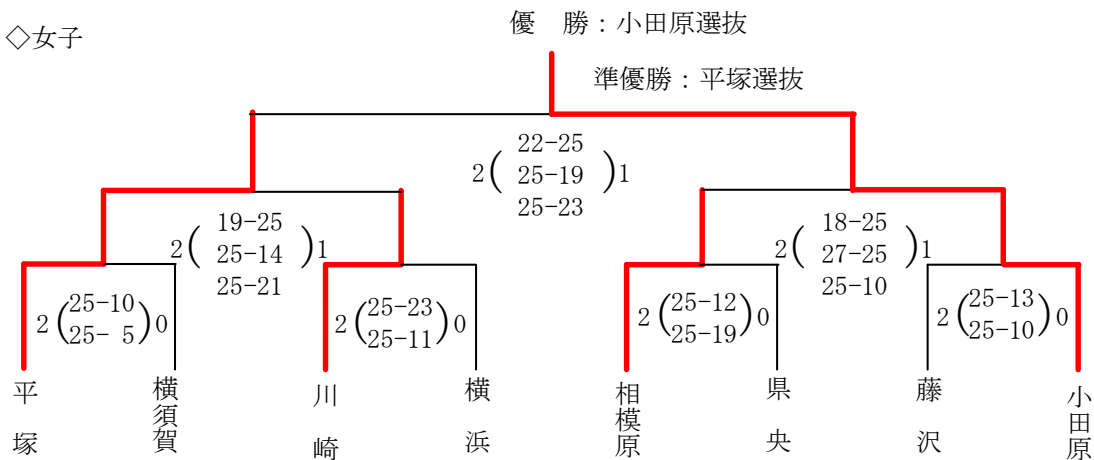 ◇女子
優　勝：小田原選抜
準優勝：平塚選抜
2( 22-25 25-19 25-23 )1
2( 19-25 25-14 25-21 )1
2( 18-25 27-25 25-10 )1
2(25-10 25- 5)0
2(25-23 25-11)0
2(25-12 25-19)0
2(25-13 25-10)0
平塚
横須賀
川崎
横浜
相模原
県央
藤沢
小田原